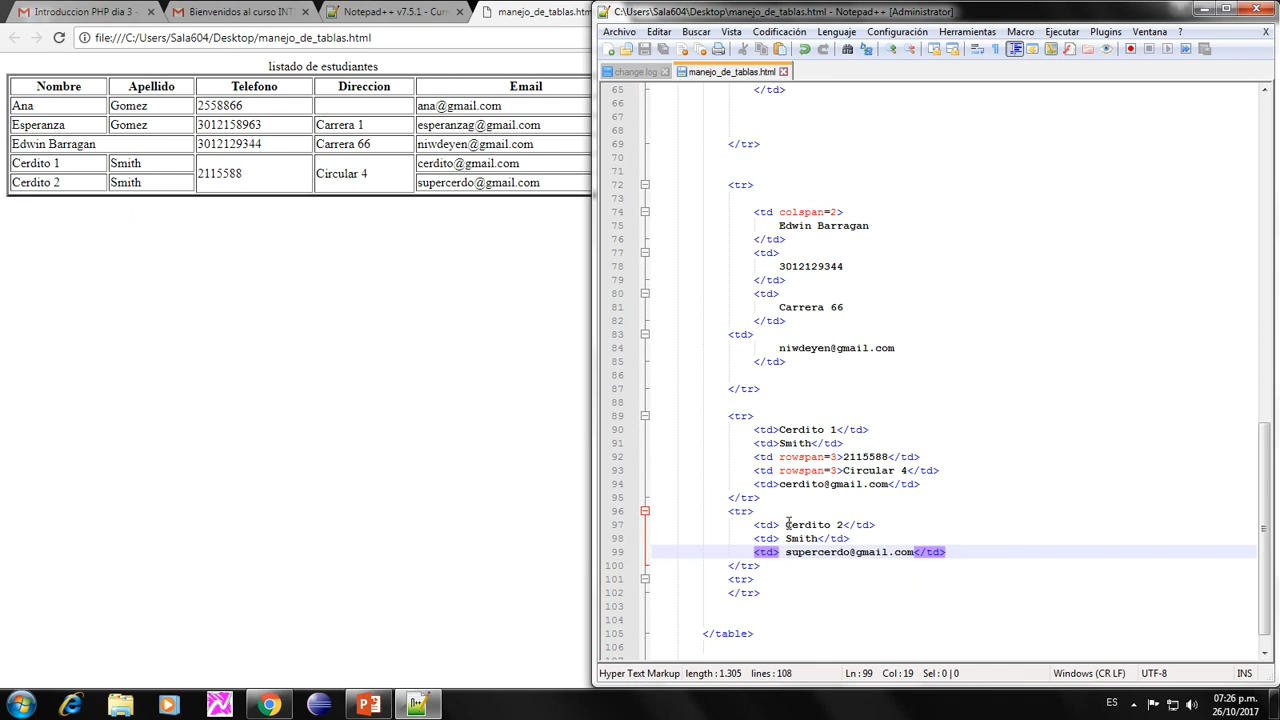 Introduccion PHP dia 3 -
Bienvenidos al curso INT
Notepad++ v7.5.1 - Curr
manejo_de_tablas.html
file:///C:/Users/Sala604/Desktop/manejo_de_tablas.html
listado de estudiantes
Nombre Apellido Telefono Direccion Email
Ana Gomez 2558866 ana@gmail.com
Esperanza Gomez 3012158963 Carrera 1 esperanzag@gmail.com
Edwin Barragan 3012129344 Carrera 66 niwdeyen@gmail.com
Cerdito 1 Smith 2115588 Circular 4 cerdito@gmail.com
Cerdito 2 Smith supercerdo@gmail.com
C:\Users\Sala604\Desktop\manejo_de_tablas.html - Notepad++ [Administrator]
Archivo Editar Buscar Vista Codificación Lenguaje Configuración Herramientas Macro Ejecutar Plugins Ventana ? X
change.log manejo_de_tablas.html
65 </td>
66
67
68
69 </tr>
70
71
72 <tr>
73
74 <td colspan=2>
75 Edwin Barragan
76 </td>
77 <td>
78 3012129344
79 </td>
80 <td>
81 Carrera 66
82 </td>
83 <td>
84 niwdeyen@gmail.com
85 </td>
86
87 </tr>
88
89 <tr>
90 <td>Cerdito 1</td>
91 <td>Smith</td>
92 <td rowspan=3>2115588</td>
93 <td rowspan=3>Circular 4</td>
94 <td>cerdito@gmail.com</td>
95 </tr>
96 <tr>
97 <td> Cerdito 2</td>
98 <td> Smith</td>
99 <td> supercerdo@gmail.com</td>
100 </tr>
101 <tr>
102 </tr>
103
104
105 </table>
106
Hyper Text Markup length : 1.305 lines : 108 Ln : 99 Col : 19 Sel : 0 | 0 Windows (CR LF) UTF-8 INS
ES 07:26 p.m.
26/10/2017